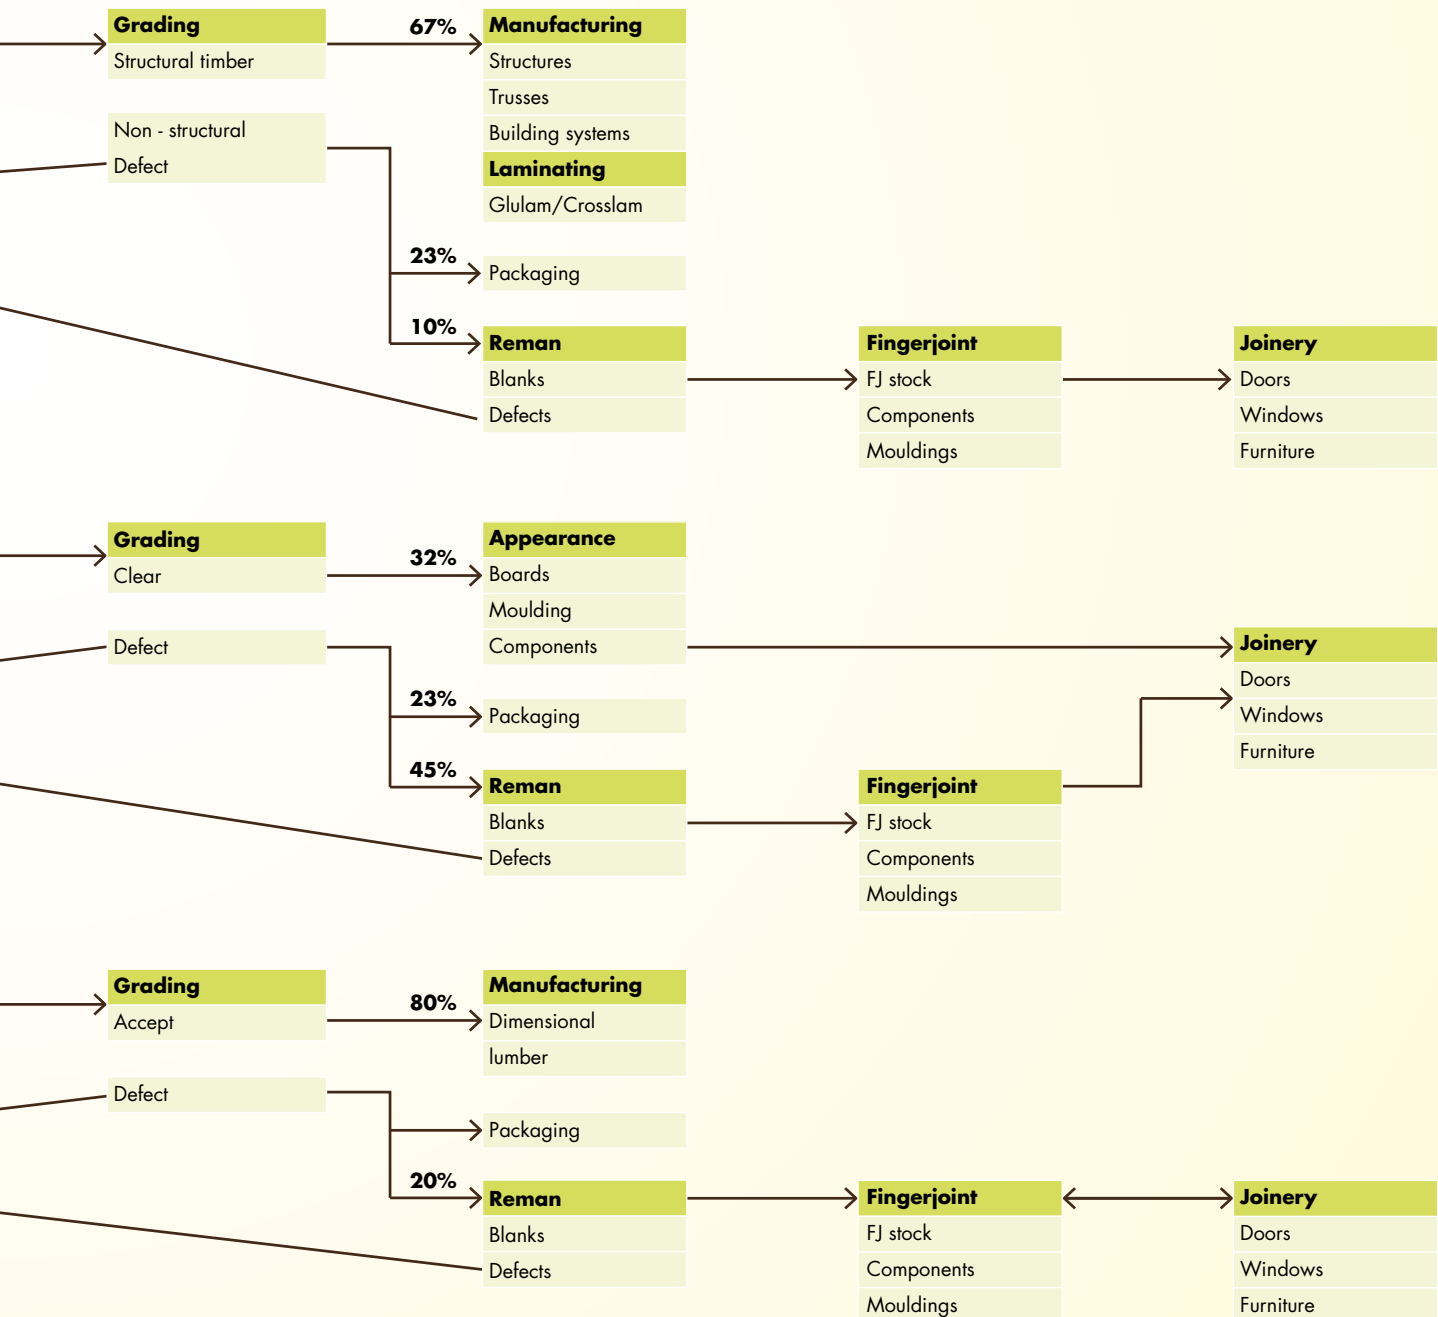 Grading
Structural timber
67%
Manufacturing
Structures
Trusses
Building systems
Laminating
Glulam/Crosslam
Non - structural
Defect
23%
Packaging
10%
Reman
Blanks
Defects
Fingerjoint
FJ stock
Components
Mouldings
Joinery
Doors
Windows
Furniture
Grading
Clear
32%
Appearance
Boards
Moulding
Components
Defect
23%
Packaging
45%
Reman
Blanks
Defects
Fingerjoint
FJ stock
Components
Mouldings
Joinery
Doors
Windows
Furniture
Grading
Accept
80%
Manufacturing
Dimensional
lumber
Defect
Packaging
20%
Reman
Blanks
Defects
Fingerjoint
FJ stock
Components
Mouldings
Joinery
Doors
Windows
Furniture